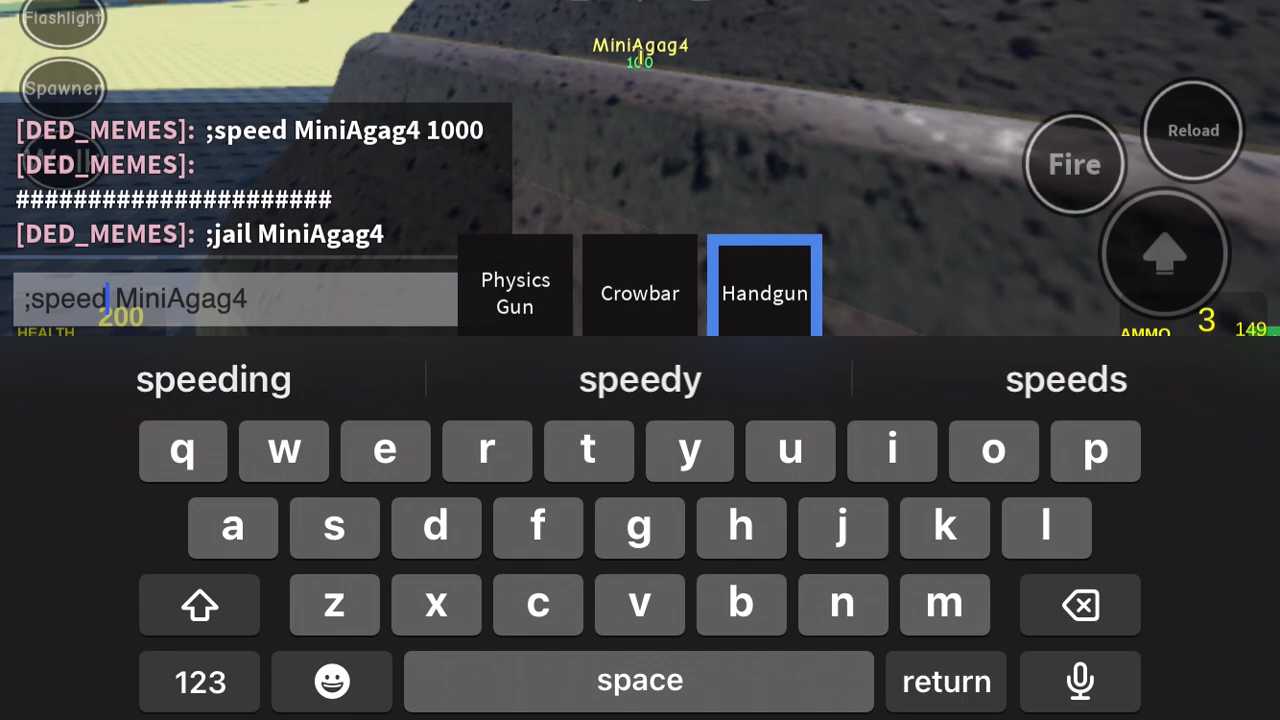 Flashlight
MiniAgag4
100
Spawner
[DED_MEMES]: ;speed MiniAgag4 1000
[DED_MEMES]:
######################
[DED_MEMES]: ;jail MiniAgag4
Fire
Reload
;speed MiniAgag4
200
HEALTH
Physics
Gun
Crowbar
Handgun
AMMO 3 149
speeding speedy speeds
q w e r t y u i o p
a s d f g h j k l
z x c v b n m
123 space return